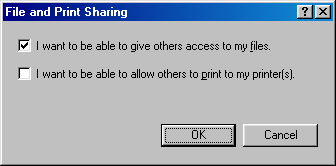 File and Print Sharing
I want to be able to give others access to my files.
I want to be able to allow others to print to my printer(s).
OK
Cancel